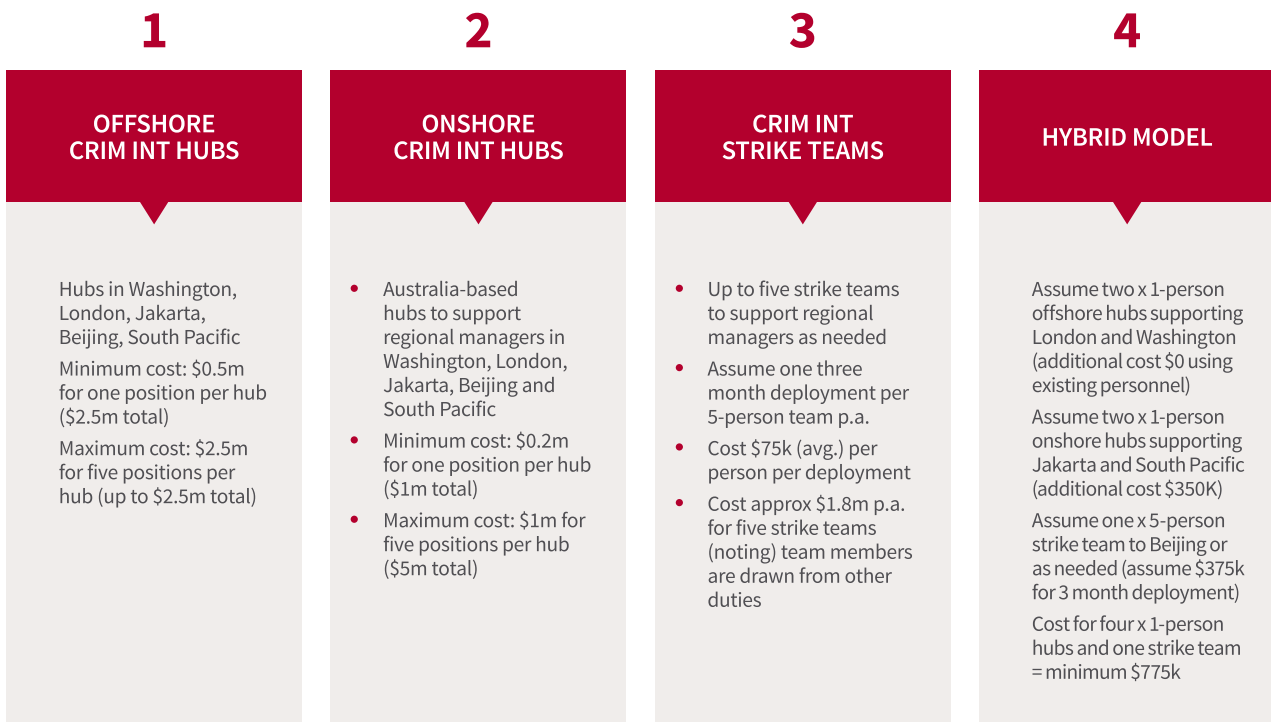 1
OFFSHORE
CRIM INT HUBS
Hubs in Washington,
London, Jakarta,
Beijing, South Pacific
Minimum cost: $0.5m
for one position per hub
($2.5m total)
Maximum cost: $2.5m
for five positions per
hub (up to $2.5m total)
2
ONSHORE
CRIM INT HUBS
• Australia-based
hubs to support
regional managers in
Washington, London,
Jakarta, Beijing and
South Pacific
• Minimum cost: $0.2m
for one position per hub
($1m total)
• Maximum cost: $1m for
five positions per hub
($5m total)
3
CRIM INT
STRIKE TEAMS
• Up to five strike teams
to support regional
managers as needed
• Assume one three
month deployment per
5-person team p.a.
• Cost $75k (avg.) per
person per deployment
• Cost approx $1.8m p.a.
for five strike teams
(noting) team members
are drawn from other
duties
4
HYBRID MODEL
Assume two x 1-person
offshore hubs supporting
London and Washington
(additional cost $0 using
existing personnel)
Assume two x 1-person
onshore hubs supporting
Jakarta and South Pacific
(additional cost $350K)
Assume one x 5-person
strike team to Beijing or
as needed (assume $375k
for 3 month deployment)
Cost for four x 1-person
hubs and one strike team
= minimum $775k